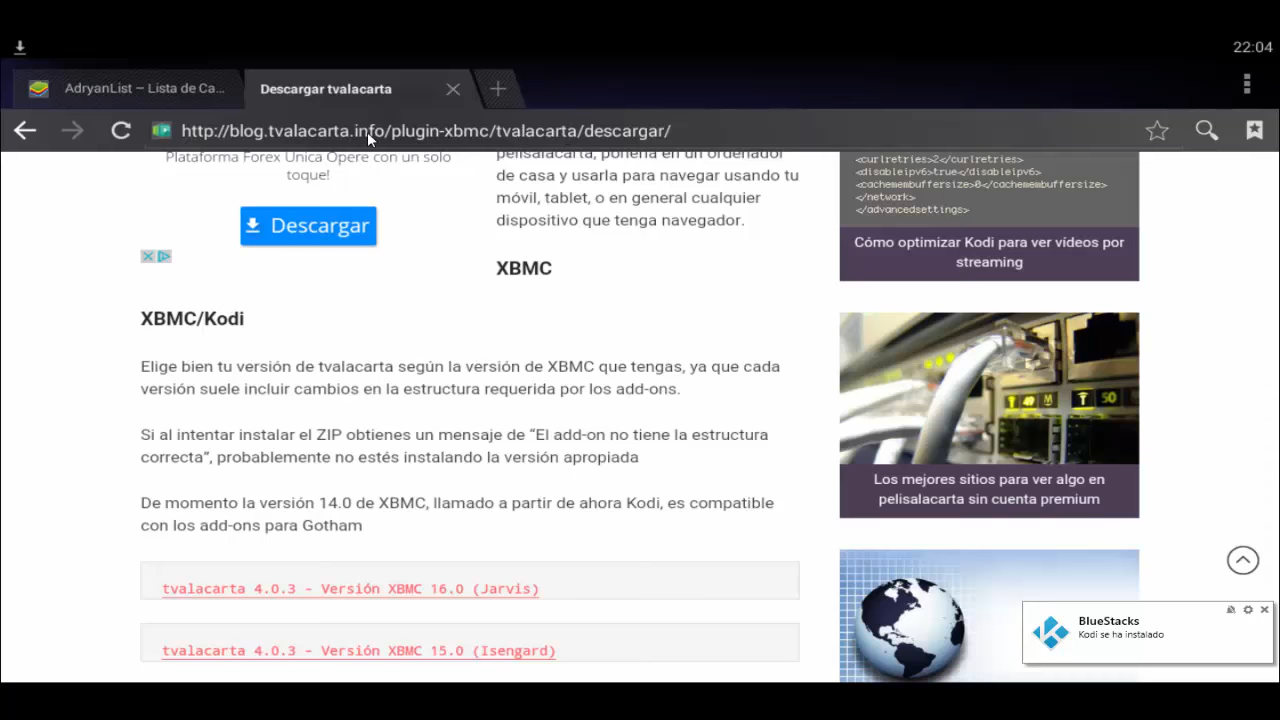 22:04
AdryanList – Lista de Ca...
Descargar tvalacarta
http://blog.tvalacarta.info/plugin-xbmc/tvalacarta/descargar/
Plataforma Forex Unica Opere con un solo
toque!
Descargar
pelisalacarta, ponerla en un ordenador
de casa y usarla para navegar usando tu
móvil, tablet, o en general cualquier
dispositivo que tenga navegador.
XBMC
XBMC/Kodi
Elige bien tu versión de tvalacarta según la versión de XBMC que tengas, ya que cada
versión suele incluir cambios en la estructura requerida por los add-ons.
Si al intentar instalar el ZIP obtienes un mensaje de “El add-on no tiene la estructura
correcta”, probablemente no estés instalando la versión apropiada
De momento la versión 14.0 de XBMC, llamado a partir de ahora Kodi, es compatible
con los add-ons para Gotham
tvalacarta 4.0.3 - Versión XBMC 16.0 (Jarvis)
tvalacarta 4.0.3 - Versión XBMC 15.0 (Isengard)
<curlretries>2</curlretries>
<disableipv6>true</disableipv6>
<cachemembuffersize>0</cachemembuffersize>
</network>
</advancedsettings>
Cómo optimizar Kodi para ver vídeos por
streaming
50
Los mejores sitios para ver algo en
pelisalacarta sin cuenta premium
BlueStacks
Kodi se ha instalado